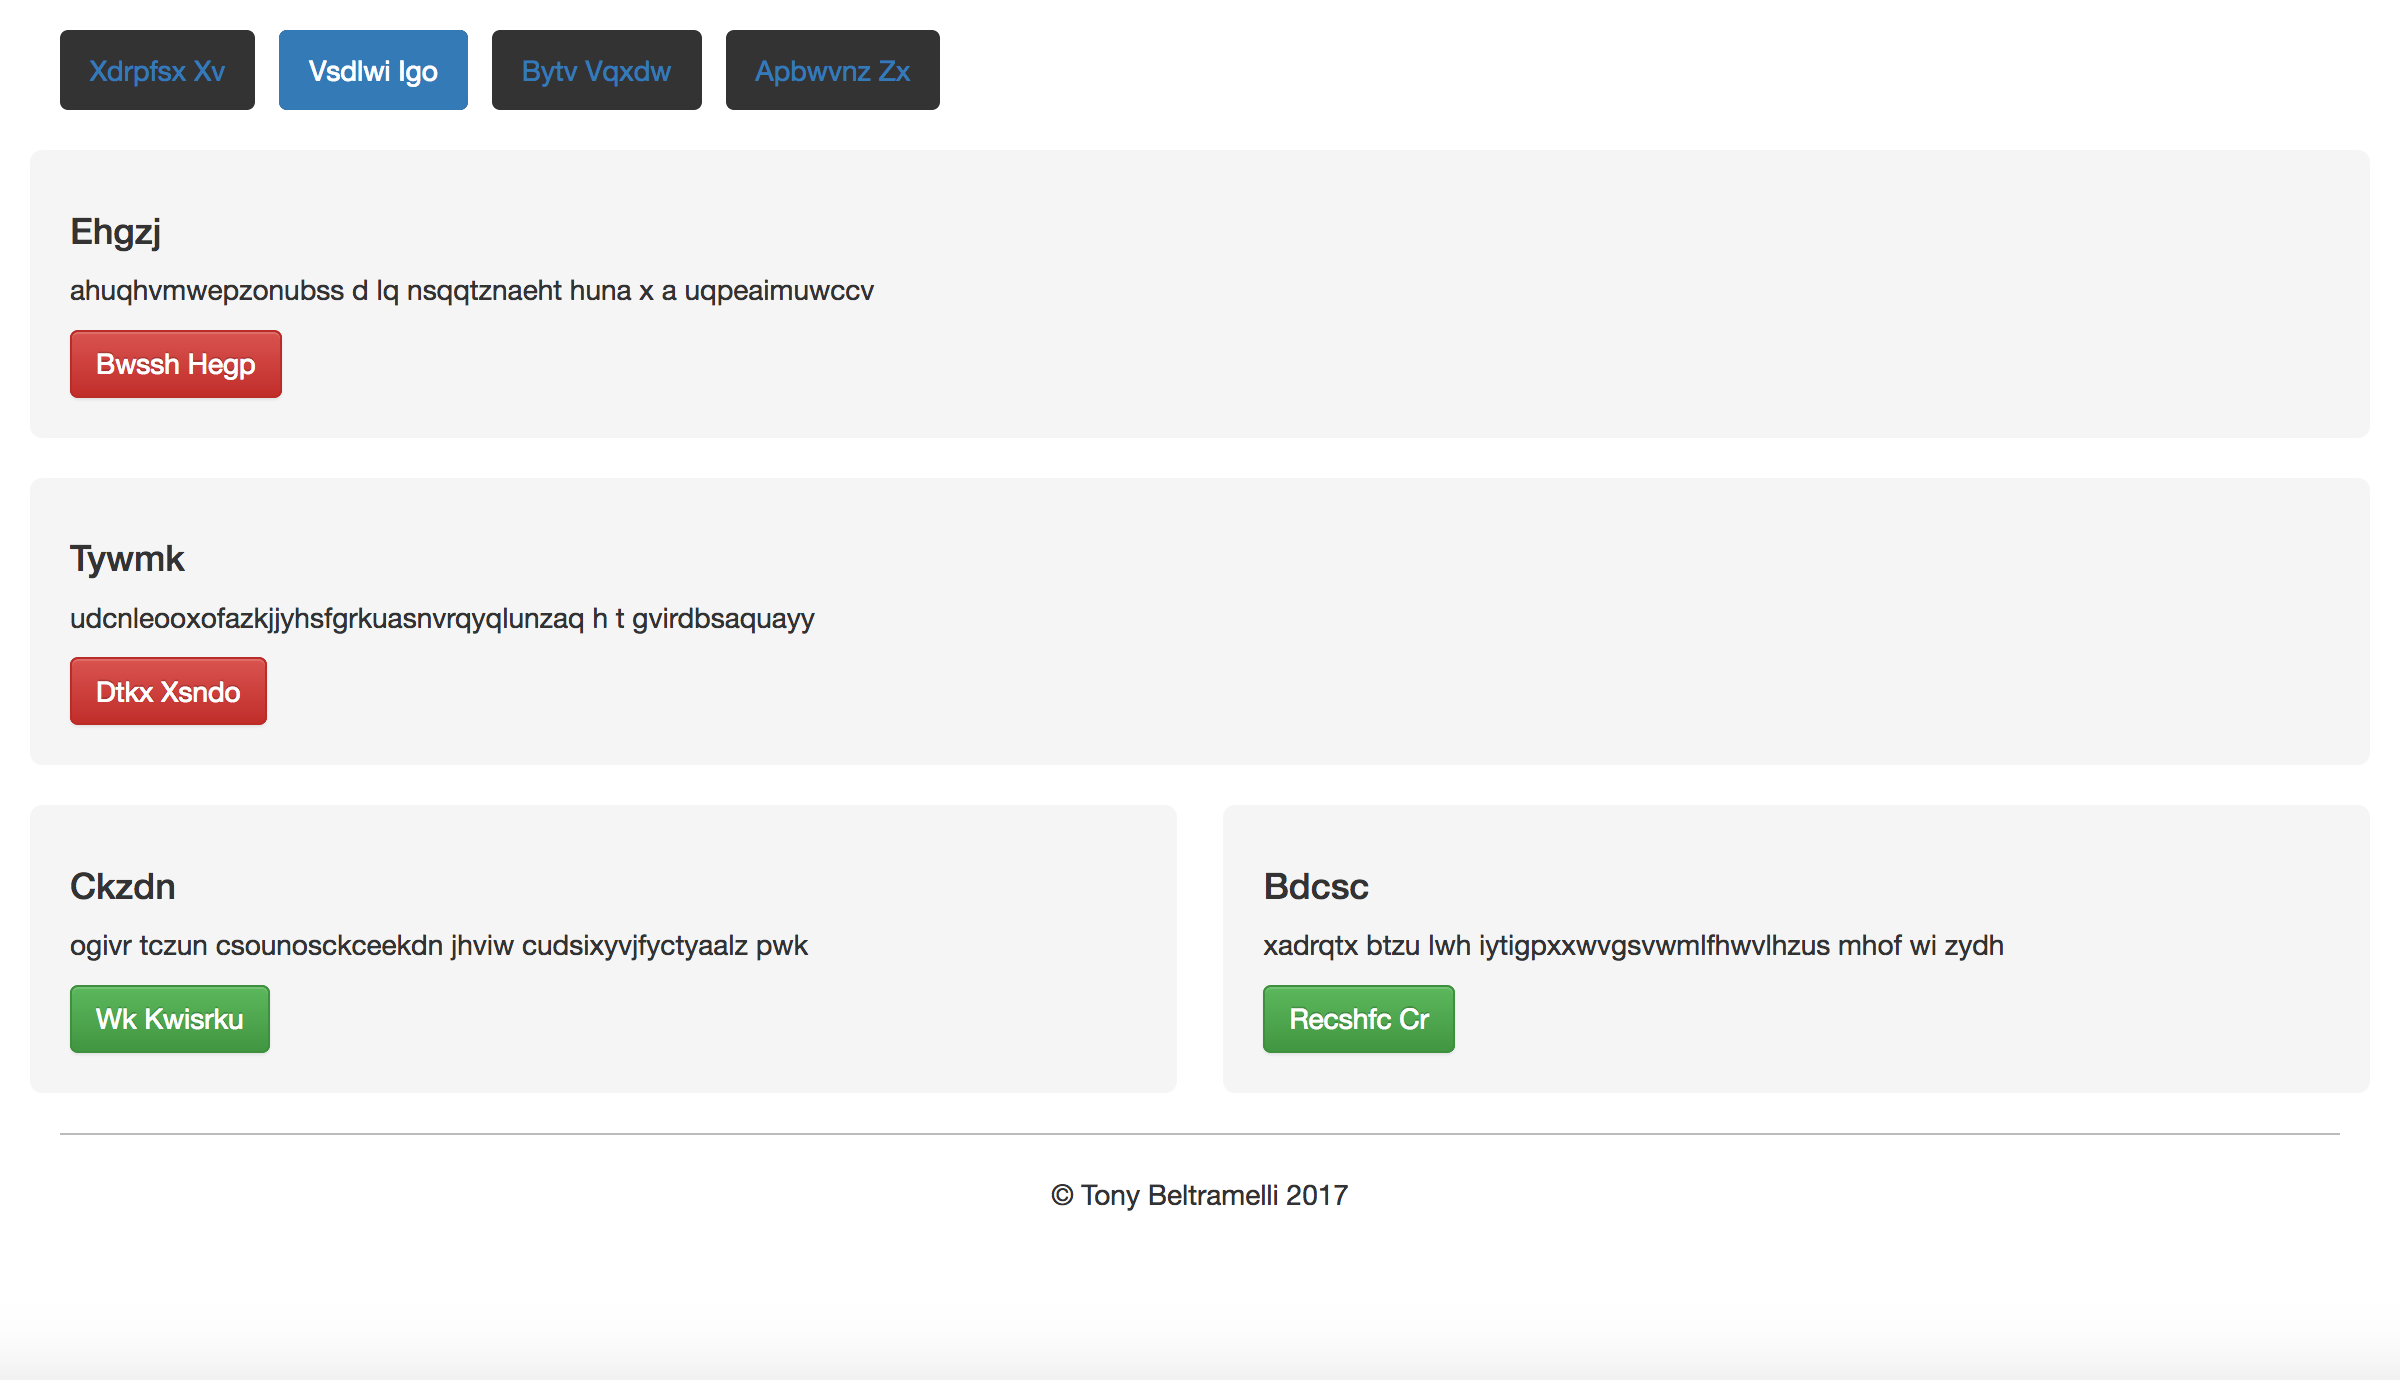 Xdrpfsx Xv
Vsdlwi Igo
Bytv Vqxdw
Apbwvnz Zx
Ehgzj
ahuqhvmwepzonubss d lq nsqqtznaeht huna x a uqpeaimuwccv
Bwssh Hegp
Tywmk
udcnleooxofazkjjyhsfgrkuasnvrqyqlunzaq h t gvirdbsaquayy
Dtkx Xsndo
Ckzdn
ogivr tczun csounosckceekdn jhviw cudsixyvjfyctyaalz pwk
Wk Kwisrku
Bdcsc
xadrqtx btzu lwh iytigpxxwvgsvwmlfhwvlhzus mhof wi zydh
Recshfc Cr
© Tony Beltramelli 2017